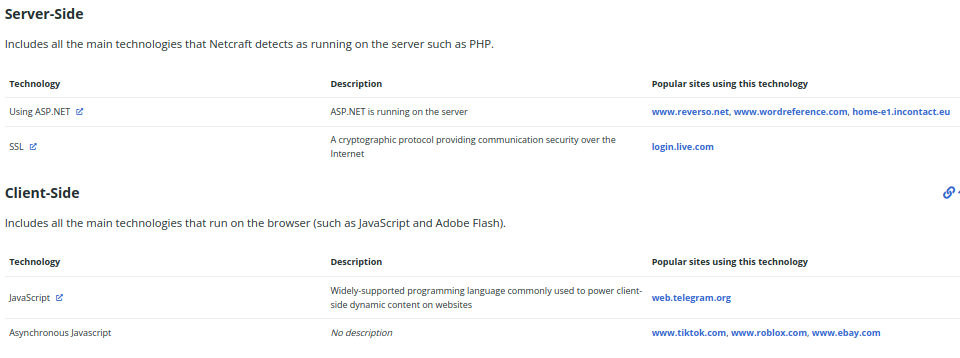 Server-Side
Includes all the main technologies that Netcraft detects as running on the server such as PHP.
Technology Description Popular sites using this technology
Using ASP.NET ASP.NET is running on the server www.reverso.net, www.wordreference.com, home-e1.incontact.eu
SSL A cryptographic protocol providing communication security over the Internet login.live.com
Client-Side
Includes all the main technologies that run on the browser (such as JavaScript and Adobe Flash).
Technology Description Popular sites using this technology
JavaScript Widely-supported programming language commonly used to power client-side dynamic content on websites web.telegram.org
Asynchronous Javascript No description www.tiktok.com, www.roblox.com, www.ebay.com